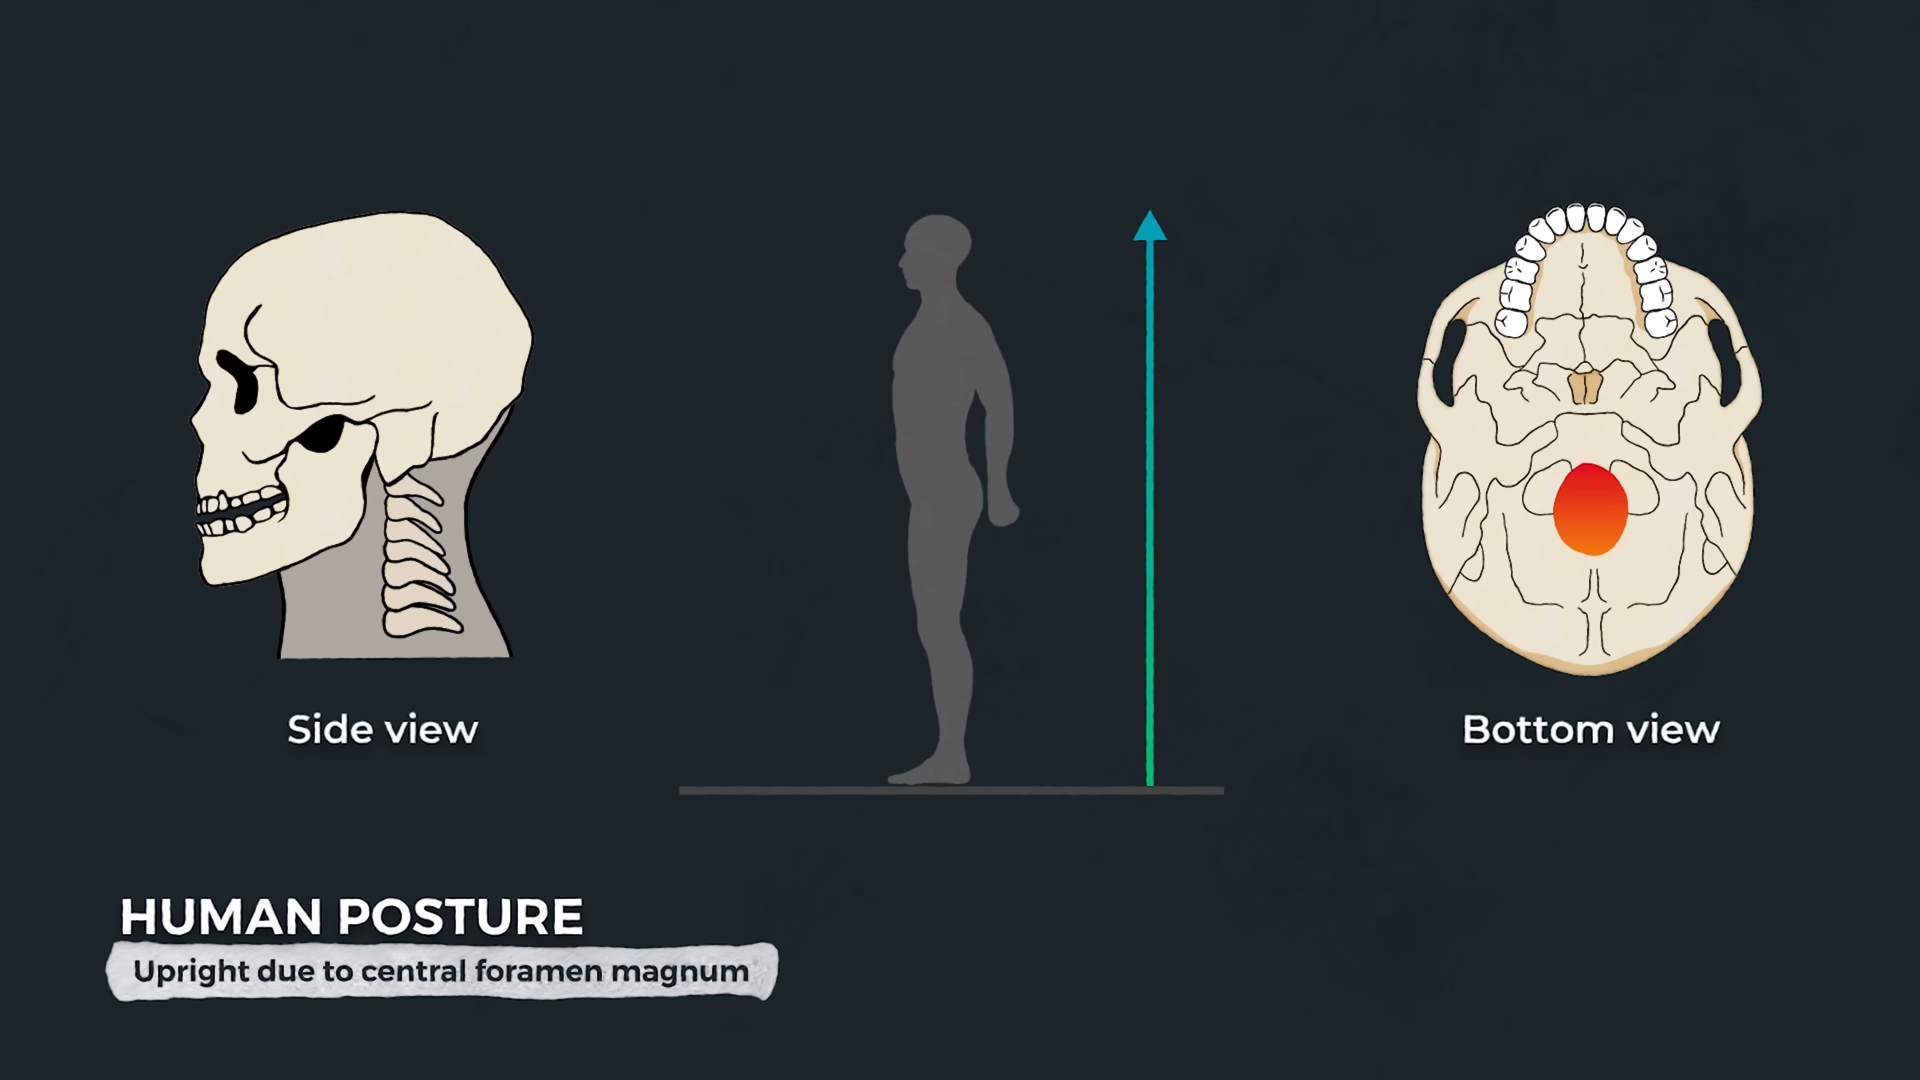 Side view
Bottom view
HUMAN POSTURE
Upright due to central foramen magnum